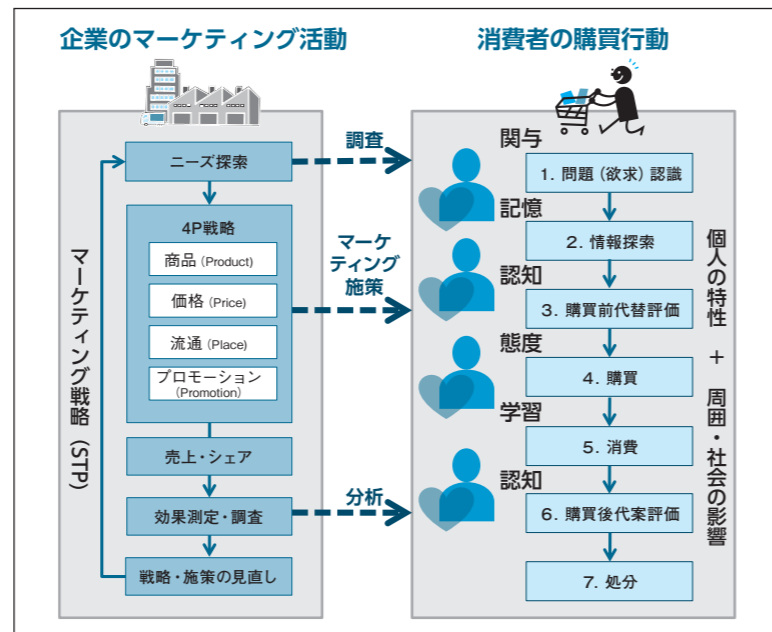 企業のマーケティング活動
マーケティング戦略（STP）
ニーズ探索
4P戦略
商品 (Product)
価格 (Price)
流通 (Place)
プロモーション
(Promotion)
売上・シェア
効果測定・調査
戦略・施策の見直し
調査
マーケ
ティング
施策
分析
消費者の購買行動
関与
記憶
認知
態度
学習
認知
1. 問題（欲求）認識
2. 情報探索
3. 購買前代替評価
4. 購買
5. 消費
6. 購買後代案評価
7. 処分
個人の特性 ＋ 周囲・社会の影響